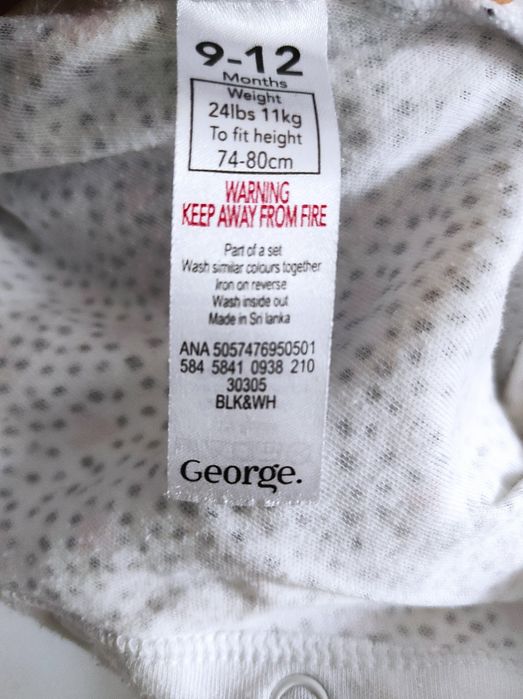 9-12
Months
Weight
24lbs 11kg
To fit height
74-80cm
WARNING
KEEP AWAY FROM FIRE
Part of a set
Wash similar colours together
Iron on reverse
Wash inside out
Made in Sri lanka
ANA 5057476950501
584 5841 0938 210
30305
BLK&WH
George.